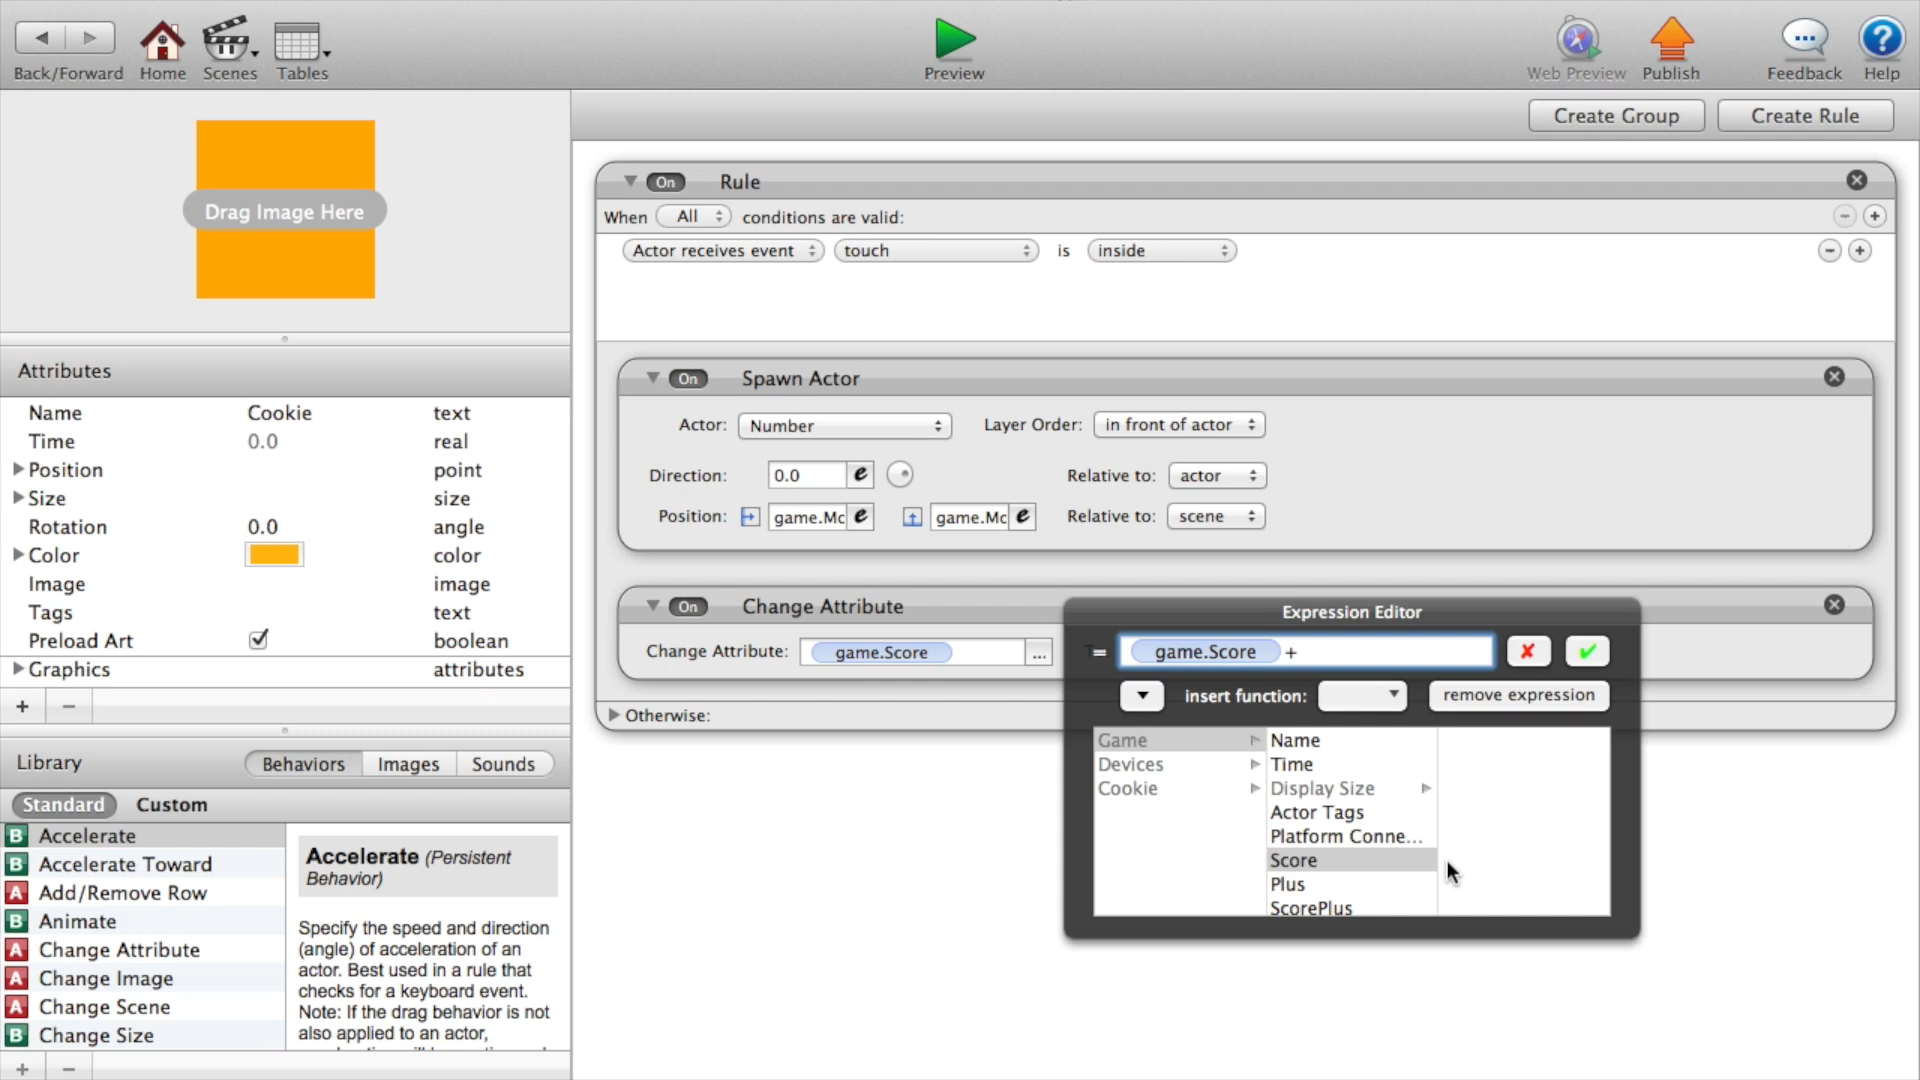 Back/Forward
Home
Scenes
Tables
Preview
Web Preview
Publish
Feedback
Help
Create Group
Create Rule
Drag Image Here
Attributes
Name Cookie text
Time 0.0 real
Position point
Size size
Rotation 0.0 angle
Color color
Image image
Tags text
Preload Art boolean
Graphics attributes
+ −
Library Behaviors Images Sounds
Standard Custom
B Accelerate
B Accelerate Toward
A Add/Remove Row
B Animate
A Change Attribute
A Change Image
A Change Scene
B Change Size
+ −
Accelerate (Persistent
Behavior)
Specify the speed and direction
(angle) of acceleration of an
actor. Best used in a rule that
checks for a keyboard event.
Note: If the drag behavior is not
also applied to an actor,
On Rule
When All conditions are valid:
Actor receives event touch is inside
On Spawn Actor
Actor: Number Layer Order: in front of actor
Direction: 0.0 e Relative to: actor
Position: game.Mc e game.Mc e Relative to: scene
On Change Attribute
Change Attribute: game.Score ...
Otherwise:
Expression Editor
= game.Score +
insert function: remove expression
Game
Devices
Cookie
Name
Time
Display Size
Actor Tags
Platform Conne...
Score
Plus
ScorePlus